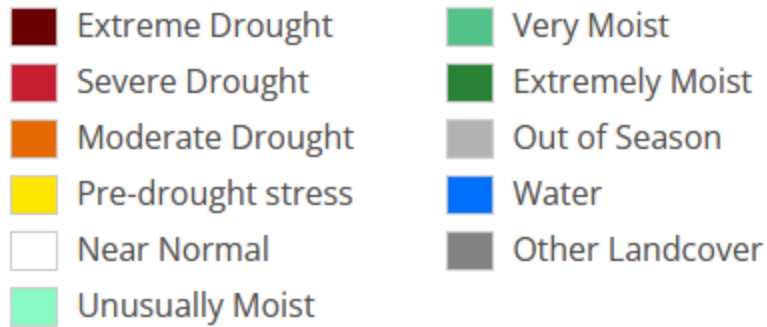 Extreme Drought
Severe Drought
Moderate Drought
Pre-drought stress
Near Normal
Unusually Moist
Very Moist
Extremely Moist
Out of Season
Water
Other Landcover